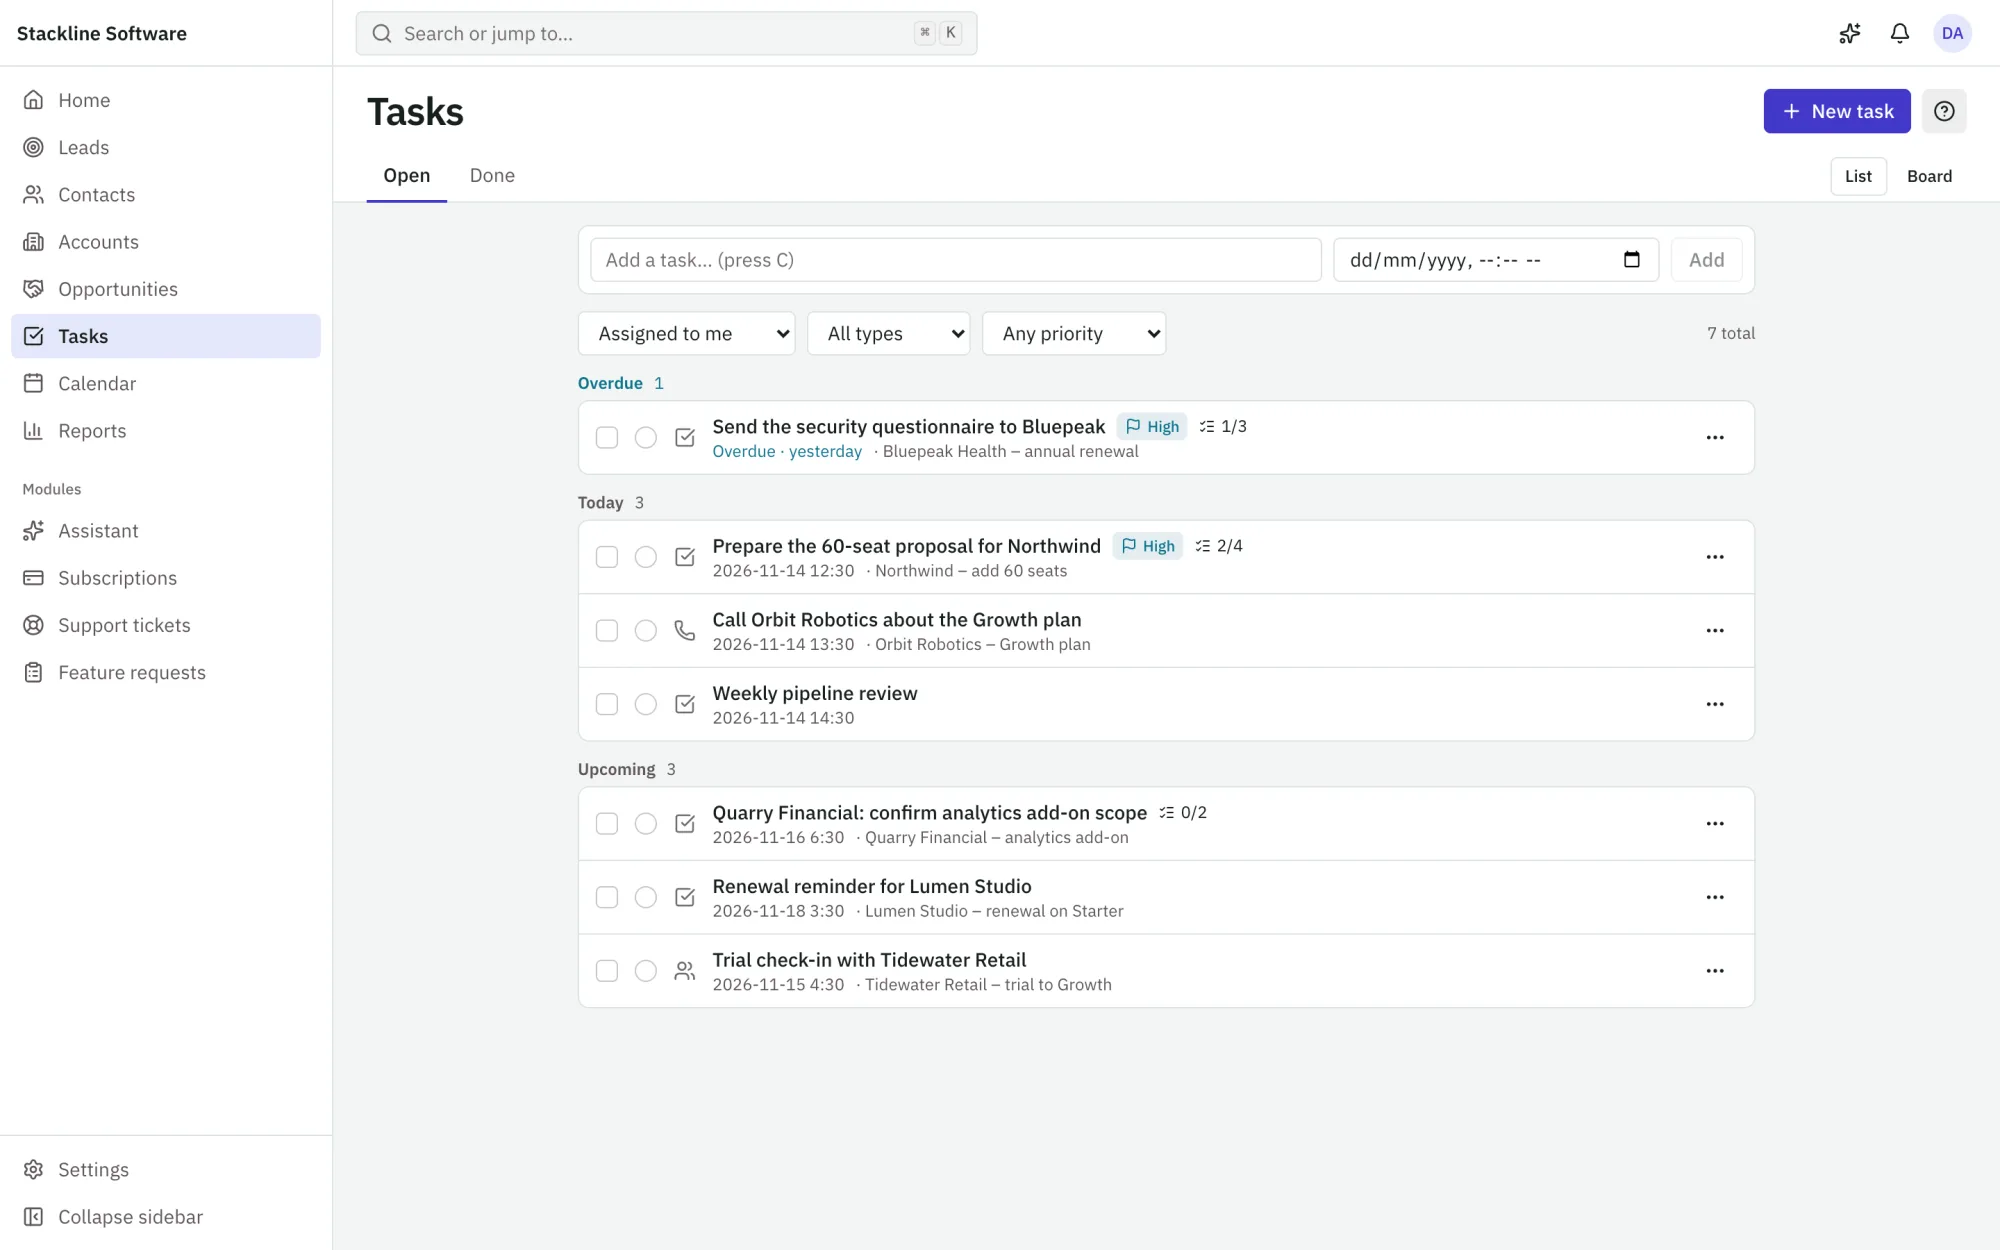 Stackline Software
Search or jump to...
⌘ K
DA
Home
Leads
Contacts
Accounts
Opportunities
Tasks
Calendar
Reports
Modules
Assistant
Subscriptions
Support tickets
Feature requests
Settings
Collapse sidebar
Tasks
New task
Open Done
List Board
Add a task... (press C)
dd/mm/yyyy, --:-- --
Add
Assigned to me All types Any priority 7 total
Overdue 1
Send the security questionnaire to Bluepeak High 1/3
Overdue · yesterday · Bluepeak Health – annual renewal
Today 3
Prepare the 60-seat proposal for Northwind High 2/4
2026-11-14 12:30 · Northwind – add 60 seats
Call Orbit Robotics about the Growth plan
2026-11-14 13:30 · Orbit Robotics – Growth plan
Weekly pipeline review
2026-11-14 14:30
Upcoming 3
Quarry Financial: confirm analytics add-on scope 0/2
2026-11-16 6:30 · Quarry Financial – analytics add-on
Renewal reminder for Lumen Studio
2026-11-18 3:30 · Lumen Studio – renewal on Starter
Trial check-in with Tidewater Retail
2026-11-15 4:30 · Tidewater Retail – trial to Growth